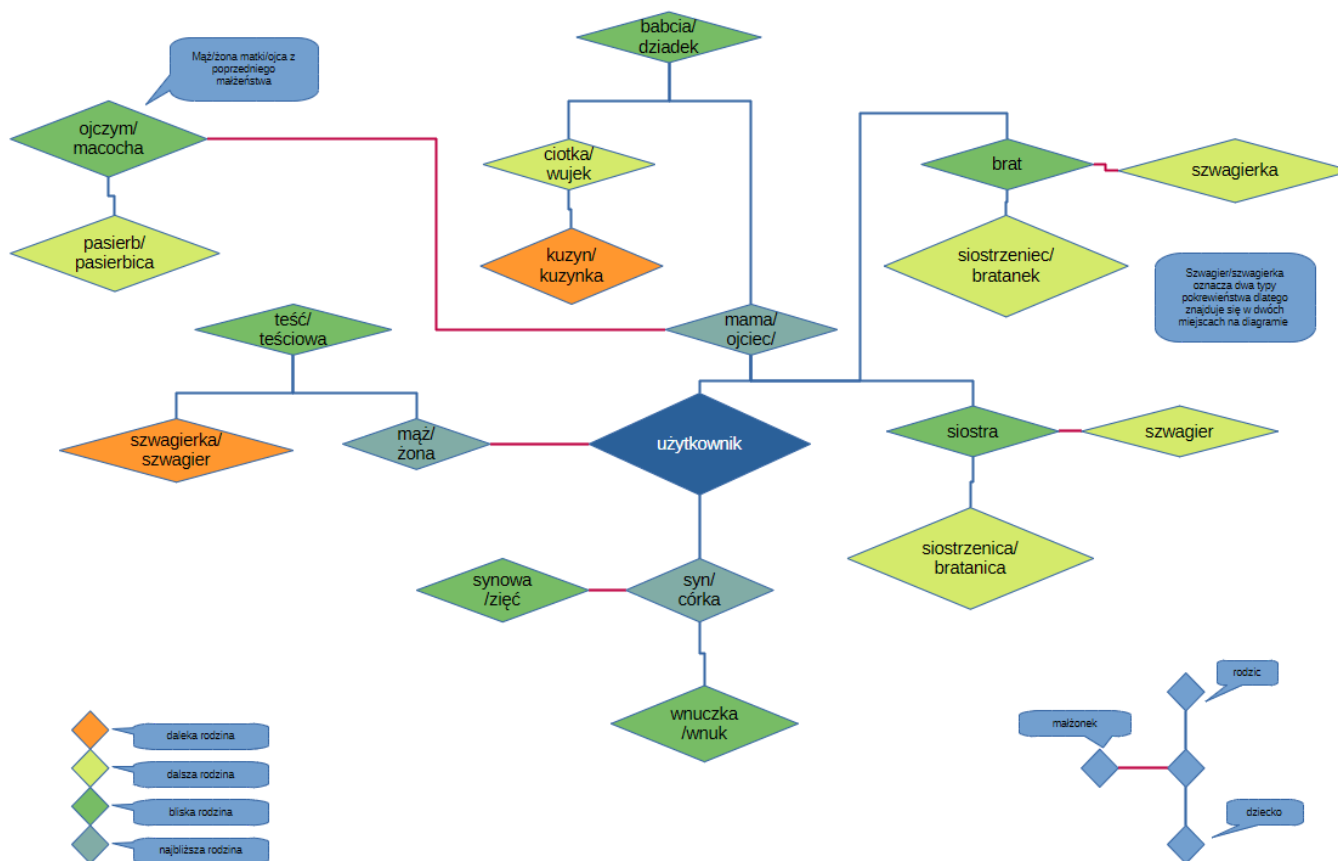 babcia/
dziadek
Mąż/żona matki/ojca z
poprzedniego
małżeństwa
ojczym/
macocha
ciotka/
wujek
brat
szwagierka
pasierb/
pasierbica
kuzyn/
kuzynka
siostrzeniec/
bratanek
Szwagier/szwagierka
oznacza dwa typy
pokrewieństwa dlatego
znajduje się w dwóch
miejscach na diagramie
teść/
teściowa
mama/
ojciec/
szwagierka/
szwagier
mąż/
żona
użytkownik
siostra
szwagier
siostrzenica/
bratanica
synowa
/zięć
syn/
córka
wnuczka
/wnuk
rodzic
małżonek
dziecko
daleka rodzina
dalsza rodzina
bliska rodzina
najbliższa rodzina